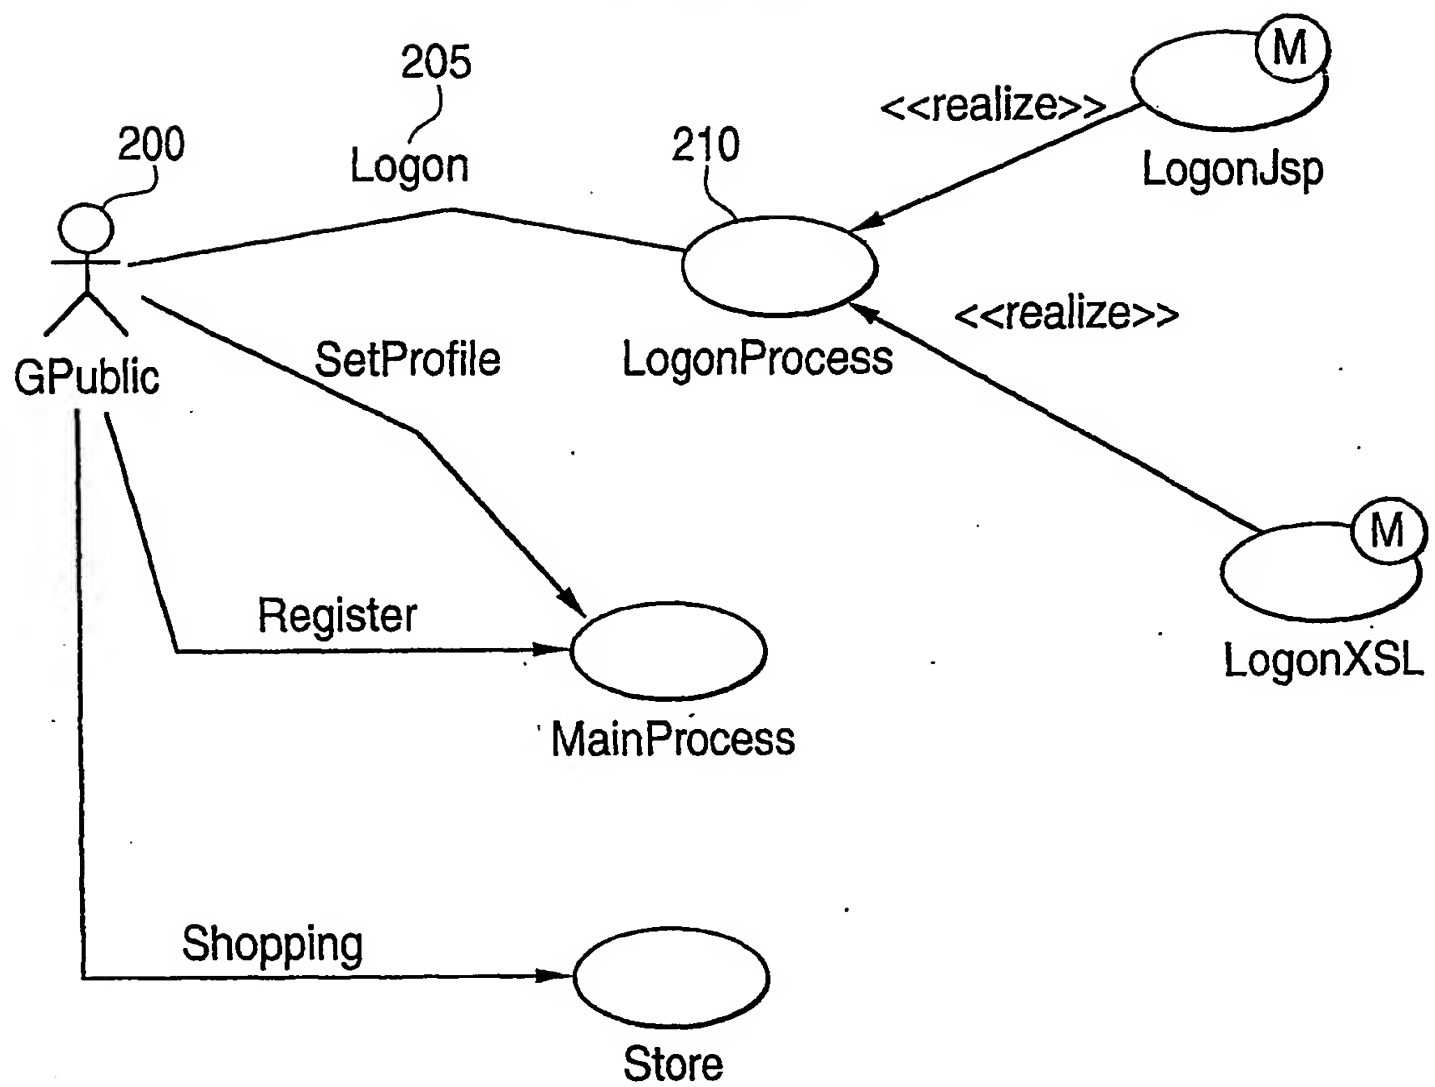 205
Logon
200
210
M
<<realize>>
LogonJsp
<<realize>>
LogonProcess
SetProfile
GPublic
M
LogonXSL
Register
MainProcess
Shopping
Store